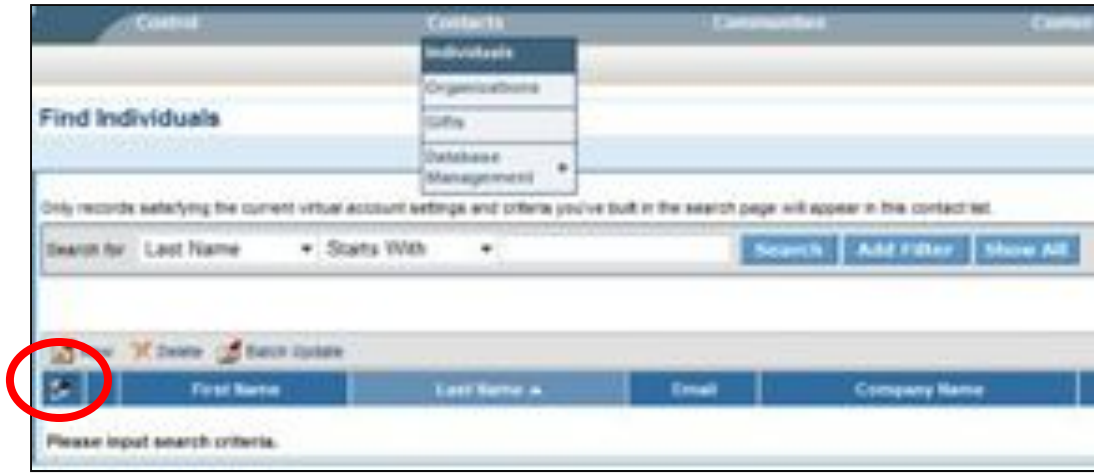 Control Contacts Communities
Individuals
Organizations
Find Individuals
Gifts
Database
Management
Only records satisfying the current virtual account settings and criteria you've built in the search page will appear in this contact list.
Search for Last Name Starts With Search Add Filter Show All
New Delete Batch Update
First Name Last Name Email Company Name
Please input search criteria.